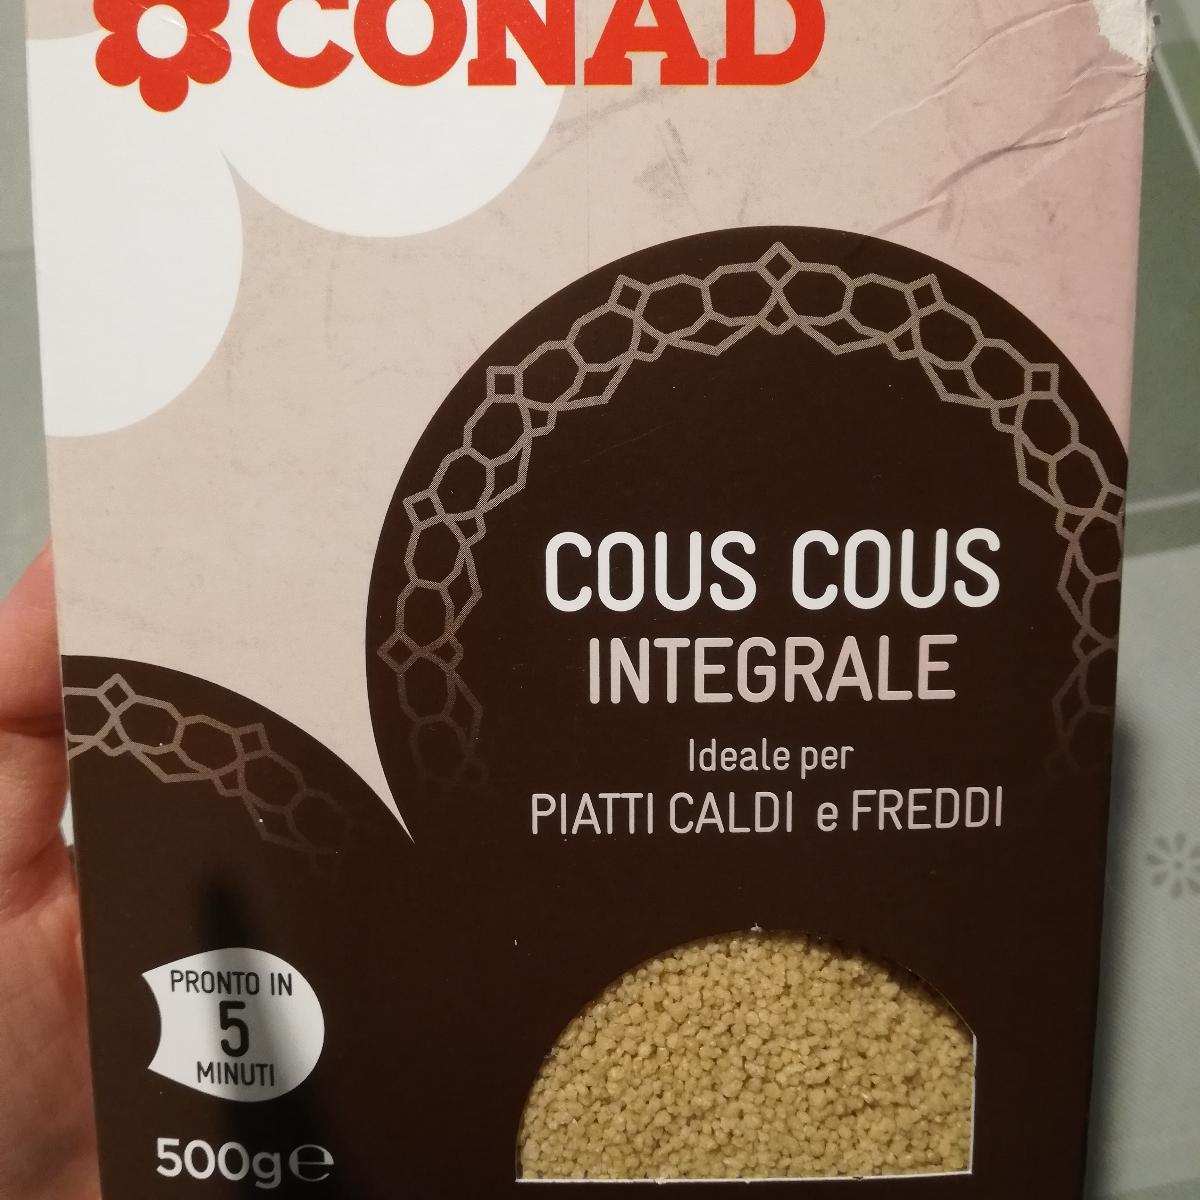 CONAD
COUS COUS
INTEGRALE
Ideale per
PIATTI CALDI e FREDDI
PRONTO IN
5
MINUTI
500g℮